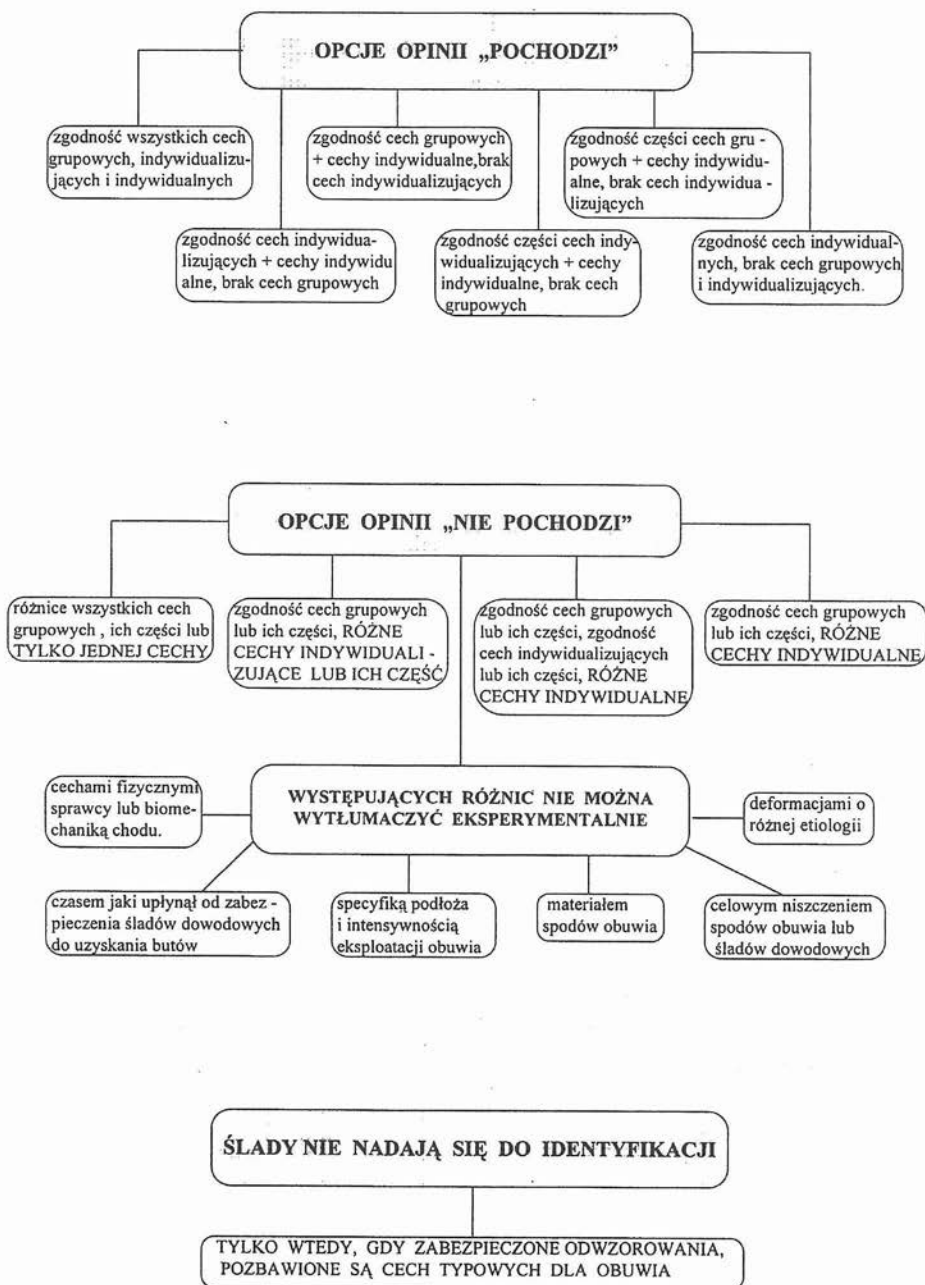 OPCJE OPINII „POCHODZI”
zgodność wszystkich cech
grupowych, indywidualizu-
jących i indywidualnych
zgodność cech grupowych
+ cechy indywidualne,brak
cech indywidualizujących
zgodność części cech gru -
powych + cechy indywidu-
alne, brak cech indywidua -
lizujących
zgodność cech indywidua-
lizujących + cechy indywidu
alne, brak cech grupowych
zgodność części cech indy-
widualizujących + cechy
indywidualne, brak cech
grupowych
zgodność cech indywidual-
nych, brak cech grupowych
i indywidualizujących.
OPCJE OPINII „NIE POCHODZI”
różnice wszystkich cech
grupowych , ich części lub
TYLKO JEDNEJ CECHY
zgodność cech grupowych
lub ich części, RÓŻNE
CECHY INDYWIDUALI -
ZUJĄCE LUB ICH CZĘŚĆ
zgodność cech grupowych
lub ich części, zgodność
cech indywidualizujących
lub ich części, RÓŻNE
CECHY INDYWIDUALNE
zgodność cech grupowych
lub ich części, RÓŻNE
CECHY INDYWIDUALNE
cechami fizycznymi
sprawcy lub biome-
chaniką chodu.
WYSTĘPUJĄCYCH RÓŻNIC NIE MOŻNA
WYTŁUMACZYĆ EKSPERYMENTALNIE
deformacjami o
różnej etiologii
czasem jaki upłynął od zabez -
pieczenia śladów dowodowych
do uzyskania butów
specyfiką podłoża
i intensywnością
eksploatacji obuwia
materiałem
spodów obuwia
celowym niszczeniem
spodów obuwia lub
śladów dowodowych
ŚLADY NIE NADAJĄ SIĘ DO IDENTYFIKACJI
TYLKO WTEDY, GDY ZABEZPIECZONE ODWZOROWANIA,
POZBAWIONE SĄ CECH TYPOWYCH DLA OBUWIA